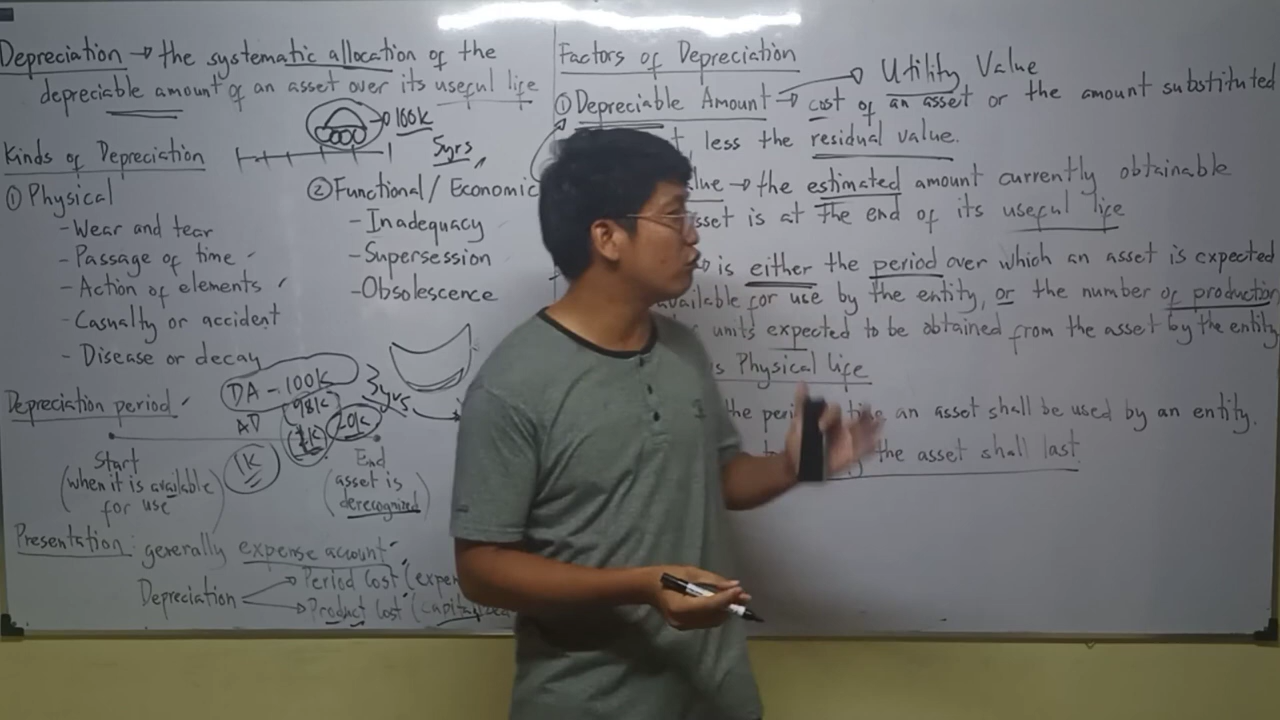 Depreciation → the systematic allocation of the
depreciable amount of an asset over its useful life
100k
5yrs
Kinds of Depreciation
① Physical
- Wear and tear
- Passage of time
- Action of elements
- Casualty or accident
- Disease or decay
② Functional / Economic
- Inadequacy
- Supersession
- Obsolescence
DA - 100k
AD
98k
20k
1k
3yrs
Depreciation period
Start
(when it is available
for use)
End
(asset is
derecognized)
Presentation: generally expense account
Depreciation
Period Cost
Product Cost
Factors of Depreciation
Utility Value
① Depreciable Amount → cost of an asset or the amount substituted
less the residual value.
→ the estimated amount currently obtainable
asset is at the end of its useful life
is either the period over which an asset is expected
available for use by the entity, or the number of production
units expected to be obtained from the asset by the entity
Physical life
the an asset shall be used by an entity.
the asset shall last